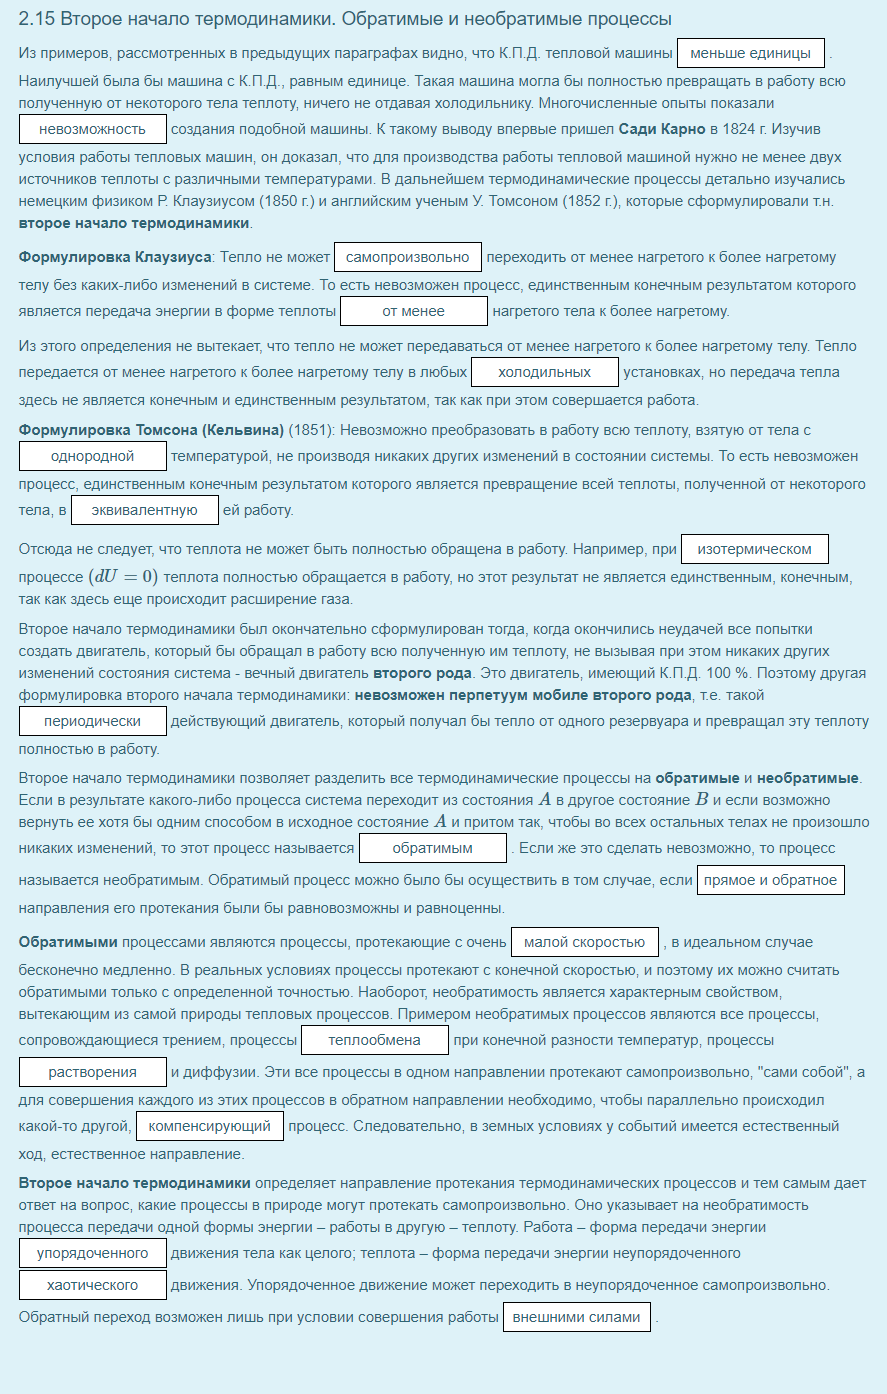 2.15 Второе начало термодинамики. Обратимые и необратимые процессы
Из примеров, рассмотренных в предыдущих параграфах видно, что К.П.Д. тепловой машины меньше единицы .
Наилучшей была бы машина с К.П.Д., равным единице. Такая машина могла бы полностью превращать в работу всю
полученную от некоторого тела теплоту, ничего не отдавая холодильнику. Многочисленные опыты показали
невозможность создания подобной машины. К такому выводу впервые пришел Сади Карно в 1824 г. Изучив
условия работы тепловых машин, он доказал, что для производства работы тепловой машиной нужно не менее двух
источников теплоты с различными температурами. В дальнейшем термодинамические процессы детально изучались
немецким физиком Р. Клаузиусом (1850 г.) и английским ученым У. Томсоном (1852 г.), которые сформулировали т.н.
второе начало термодинамики.
Формулировка Клаузиуса: Тепло не может самопроизвольно переходить от менее нагретого к более нагретому
телу без каких-либо изменений в системе. То есть невозможен процесс, единственным конечным результатом которого
является передача энергии в форме теплоты от менее нагретого тела к более нагретому.
Из этого определения не вытекает, что тепло не может передаваться от менее нагретого к более нагретому телу. Тепло
передается от менее нагретого к более нагретому телу в любых холодильных установках, но передача тепла
здесь не является конечным и единственным результатом, так как при этом совершается работа.
Формулировка Томсона (Кельвина) (1851): Невозможно преобразовать в работу всю теплоту, взятую от тела с
однородной температурой, не производя никаких других изменений в состоянии системы. То есть невозможен
процесс, единственным конечным результатом которого является превращение всей теплоты, полученной от некоторого
тела, в эквивалентную ей работу.
Отсюда не следует, что теплота не может быть полностью обращена в работу. Например, при изотермическом
процессе (dU = 0) теплота полностью обращается в работу, но этот результат не является единственным, конечным,
так как здесь еще происходит расширение газа.
Второе начало термодинамики был окончательно сформулирован тогда, когда окончились неудачей все попытки
создать двигатель, который бы обращал в работу всю полученную им теплоту, не вызывая при этом никаких других
изменений состояния система - вечный двигатель второго рода. Это двигатель, имеющий К.П.Д. 100 %. Поэтому другая
формулировка второго начала термодинамики: невозможен перпетуум мобиле второго рода, т.е. такой
периодически действующий двигатель, который получал бы тепло от одного резервуара и превращал эту теплоту
полностью в работу.
Второе начало термодинамики позволяет разделить все термодинамические процессы на обратимые и необратимые.
Если в результате какого-либо процесса система переходит из состояния A в другое состояние B и если возможно
вернуть ее хотя бы одним способом в исходное состояние A и притом так, чтобы во всех остальных телах не произошло
никаких изменений, то этот процесс называется обратимым . Если же это сделать невозможно, то процесс
называется необратимым. Обратимый процесс можно было бы осуществить в том случае, если прямое и обратное
направления его протекания были бы равновозможны и равноценны.
Обратимыми процессами являются процессы, протекающие с очень малой скоростью , в идеальном случае
бесконечно медленно. В реальных условиях процессы протекают с конечной скоростью, и поэтому их можно считать
обратимыми только с определенной точностью. Наоборот, необратимость является характерным свойством,
вытекающим из самой природы тепловых процессов. Примером необратимых процессов являются все процессы,
сопровождающиеся трением, процессы теплообмена при конечной разности температур, процессы
растворения и диффузии. Эти все процессы в одном направлении протекают самопроизвольно, "сами собой", а
для совершения каждого из этих процессов в обратном направлении необходимо, чтобы параллельно происходил
какой-то другой, компенсирующий процесс. Следовательно, в земных условиях у событий имеется естественный
ход, естественное направление.
Второе начало термодинамики определяет направление протекания термодинамических процессов и тем самым дает
ответ на вопрос, какие процессы в природе могут протекать самопроизвольно. Оно указывает на необратимость
процесса передачи одной формы энергии – работы в другую – теплоту. Работа – форма передачи энергии
упорядоченного движения тела как целого; теплота – форма передачи энергии неупорядоченного
хаотического движения. Упорядоченное движение может переходить в неупорядоченное самопроизвольно.
Обратный переход возможен лишь при условии совершения работы внешними силами .